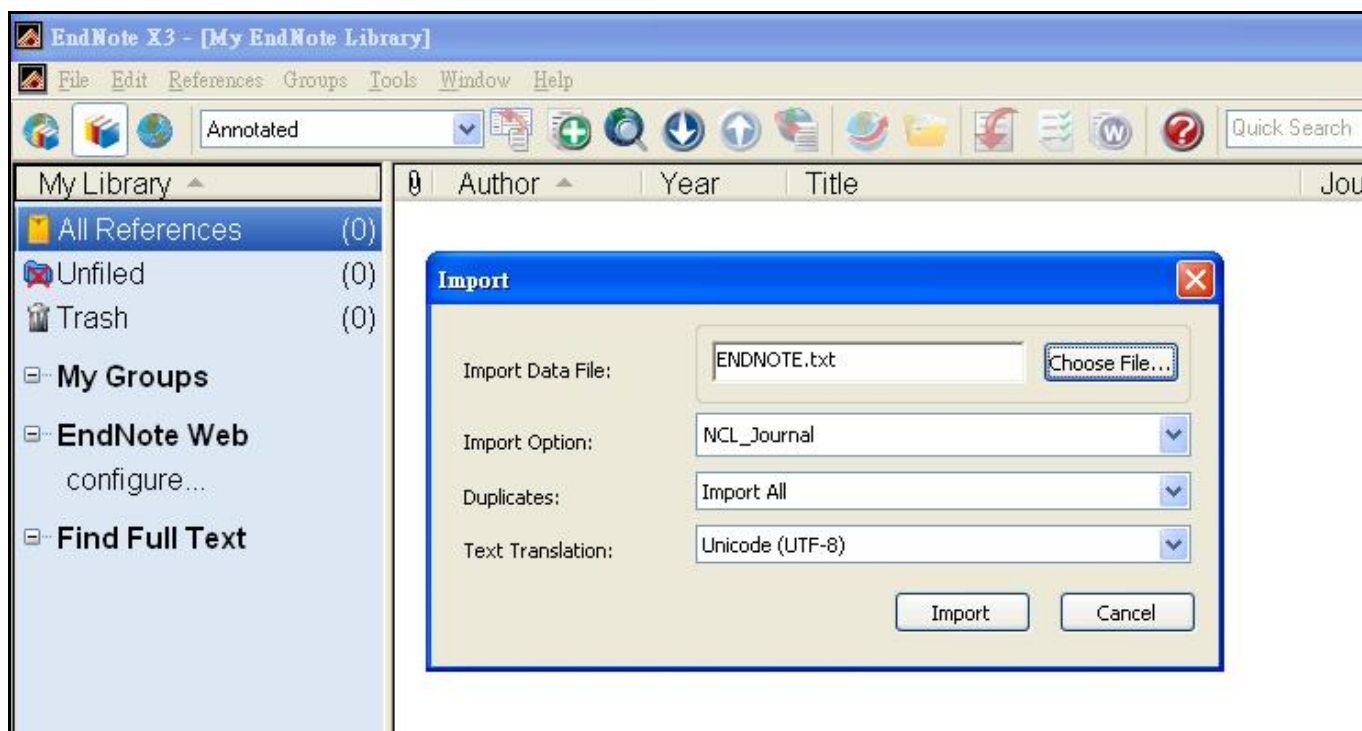 EndNote X3 - [My EndNote Library]
File Edit References Groups Tools Window Help
Annotated
Quick Search
My Library
Author Year Title Jou
All References (0)
Unfiled (0)
Trash (0)
My Groups
EndNote Web
configure...
Find Full Text
Import
Import Data File: ENDNOTE.txt Choose File...
Import Option: NCL_Journal
Duplicates: Import All
Text Translation: Unicode (UTF-8)
Import Cancel